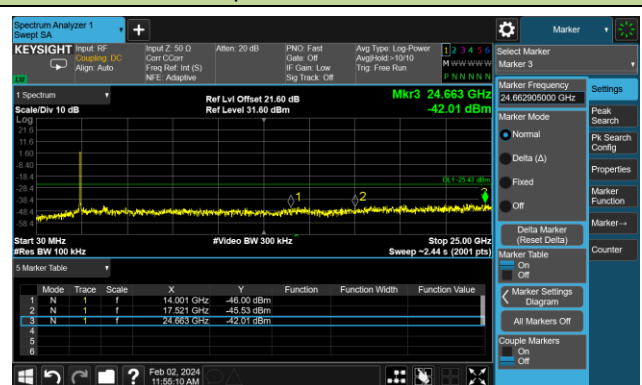 Spectrum Analyzer 1
Swept SA
Marker
KEYSIGHT
Input: RF
Coupling: DC
Align: Auto
Input Z: 50 Ω
Corr CCorr
Freq Ref: Int (S)
NFE: Adaptive
Atten: 20 dB
PNO: Fast
Gate: Off
IF Gain: Low
Sig Track: Off
Avg Type: Log-Power
Avg|Hold:>10/10
Trig: Free Run
1 2 3 4 5 6
M W W W W W
P N N N N N
LXI
Select Marker
Marker 3
1 Spectrum
Scale/Div 10 dB
Log
Ref Lvl Offset 21.60 dB
Ref Level 31.60 dBm
Mkr3 24.663 GHz
-42.01 dBm
21.6
11.6
1.60
-8.40
-18.4
-28.4
-38.4
-48.4
-58.4
DL1 -25.43 dBm
1
2
3
Start 30 MHz
#Res BW 100 kHz
#Video BW 300 kHz
Stop 25.00 GHz
Sweep ~2.44 s (2001 pts)
5 Marker Table
Mode Trace Scale X Y Function Function Width Function Value
1 N 1 f 14.001 GHz -46.00 dBm
2 N 1 f 17.521 GHz -45.53 dBm
3 N 1 f 24.663 GHz -42.01 dBm
4
5
6
Marker Frequency
24.662905000 GHz
Marker Mode
Normal
Delta (Δ)
Fixed
Off
Delta Marker
(Reset Delta)
Marker Table
On
Off
Marker Settings
Diagram
All Markers Off
Couple Markers
On
Off
Settings
Peak
Search
Pk Search
Config
Properties
Marker
Function
Marker→
Counter
Feb 02, 2024
11:55:10 AM